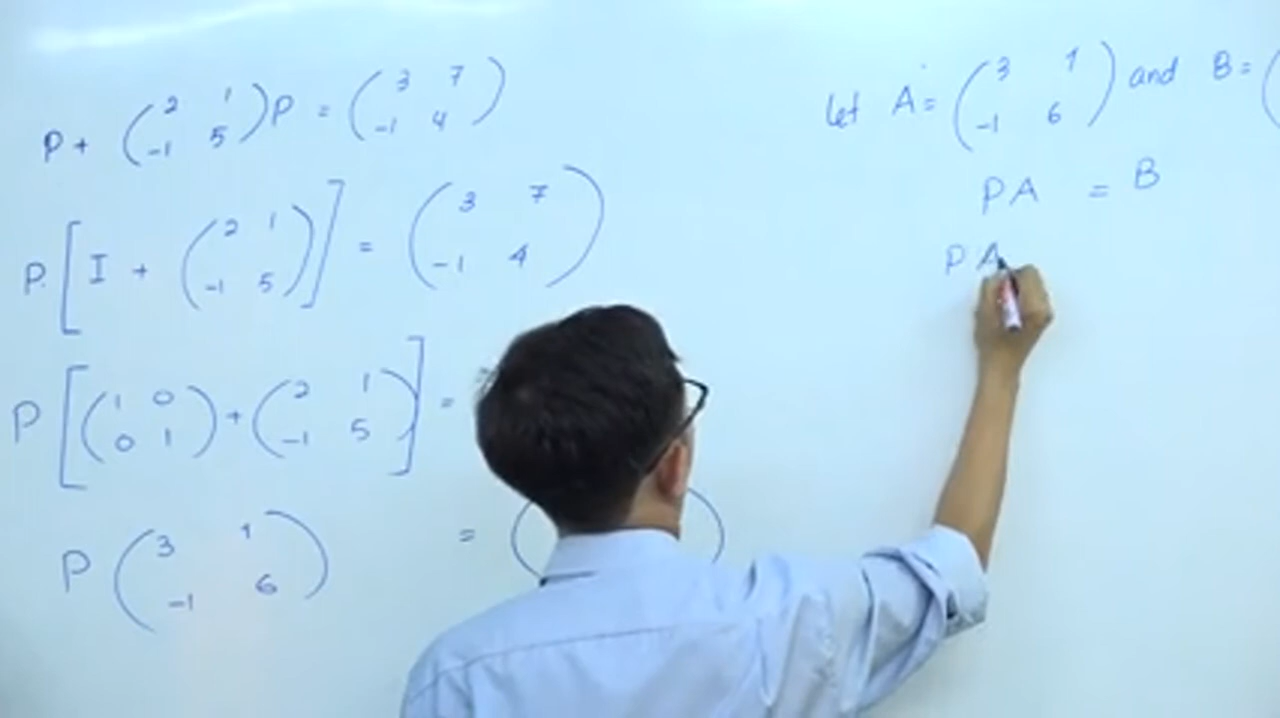 P + ( 2 1 -1 5 ) P = ( 3 7 -1 4 )
P. [ I + ( 2 1 -1 5 ) ] = ( 3 7 -1 4 )
P [ ( 1 0 0 1 ) + ( 2 1 -1 5 ) ] =
P ( 3 1 -1 6 ) = ( )
let A = ( 3 1 -1 6 ) and B = (
PA = B
PA